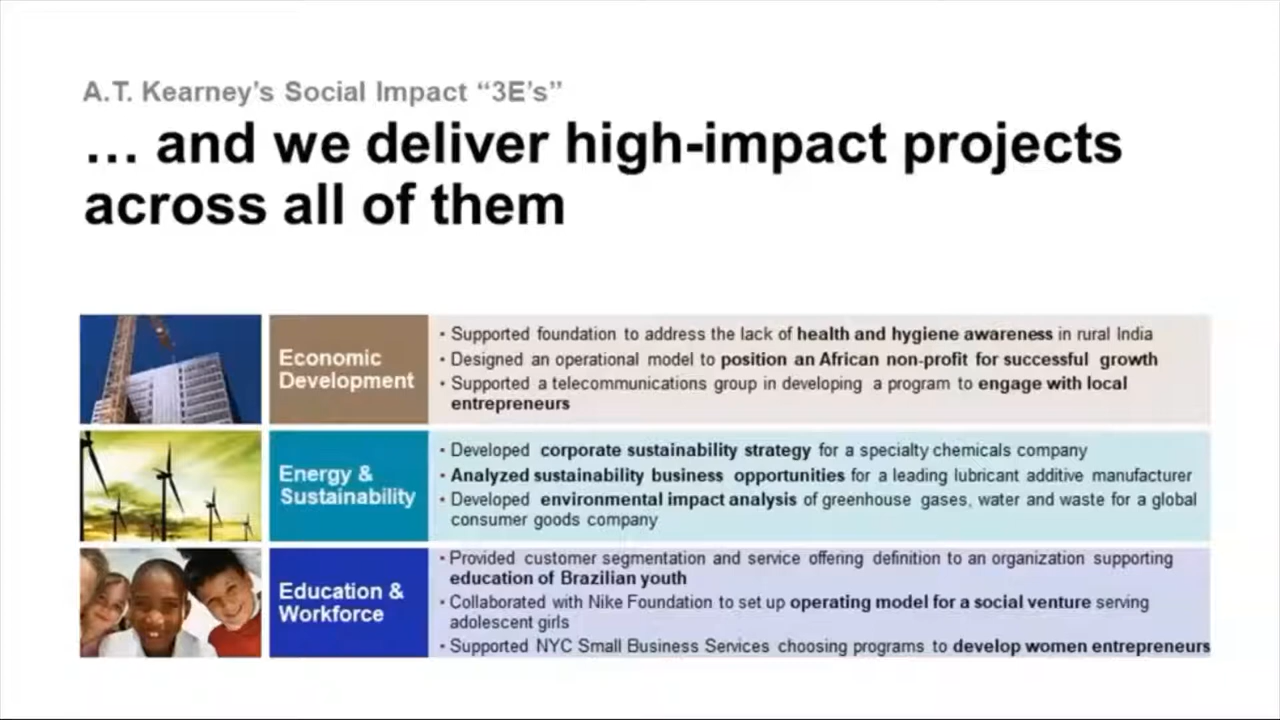 A.T. Kearney’s Social Impact “3E’s”
… and we deliver high-impact projects
across all of them
Economic
Development
• Supported foundation to address the lack of health and hygiene awareness in rural India
• Designed an operational model to position an African non-profit for successful growth
• Supported a telecommunications group in developing a program to engage with local
entrepreneurs
Energy &
Sustainability
• Developed corporate sustainability strategy for a specialty chemicals company
• Analyzed sustainability business opportunities for a leading lubricant additive manufacturer
• Developed environmental impact analysis of greenhouse gases, water and waste for a global
consumer goods company
Education &
Workforce
• Provided customer segmentation and service offering definition to an organization supporting
education of Brazilian youth
• Collaborated with Nike Foundation to set up operating model for a social venture serving
adolescent girls
• Supported NYC Small Business Services choosing programs to develop women entrepreneurs